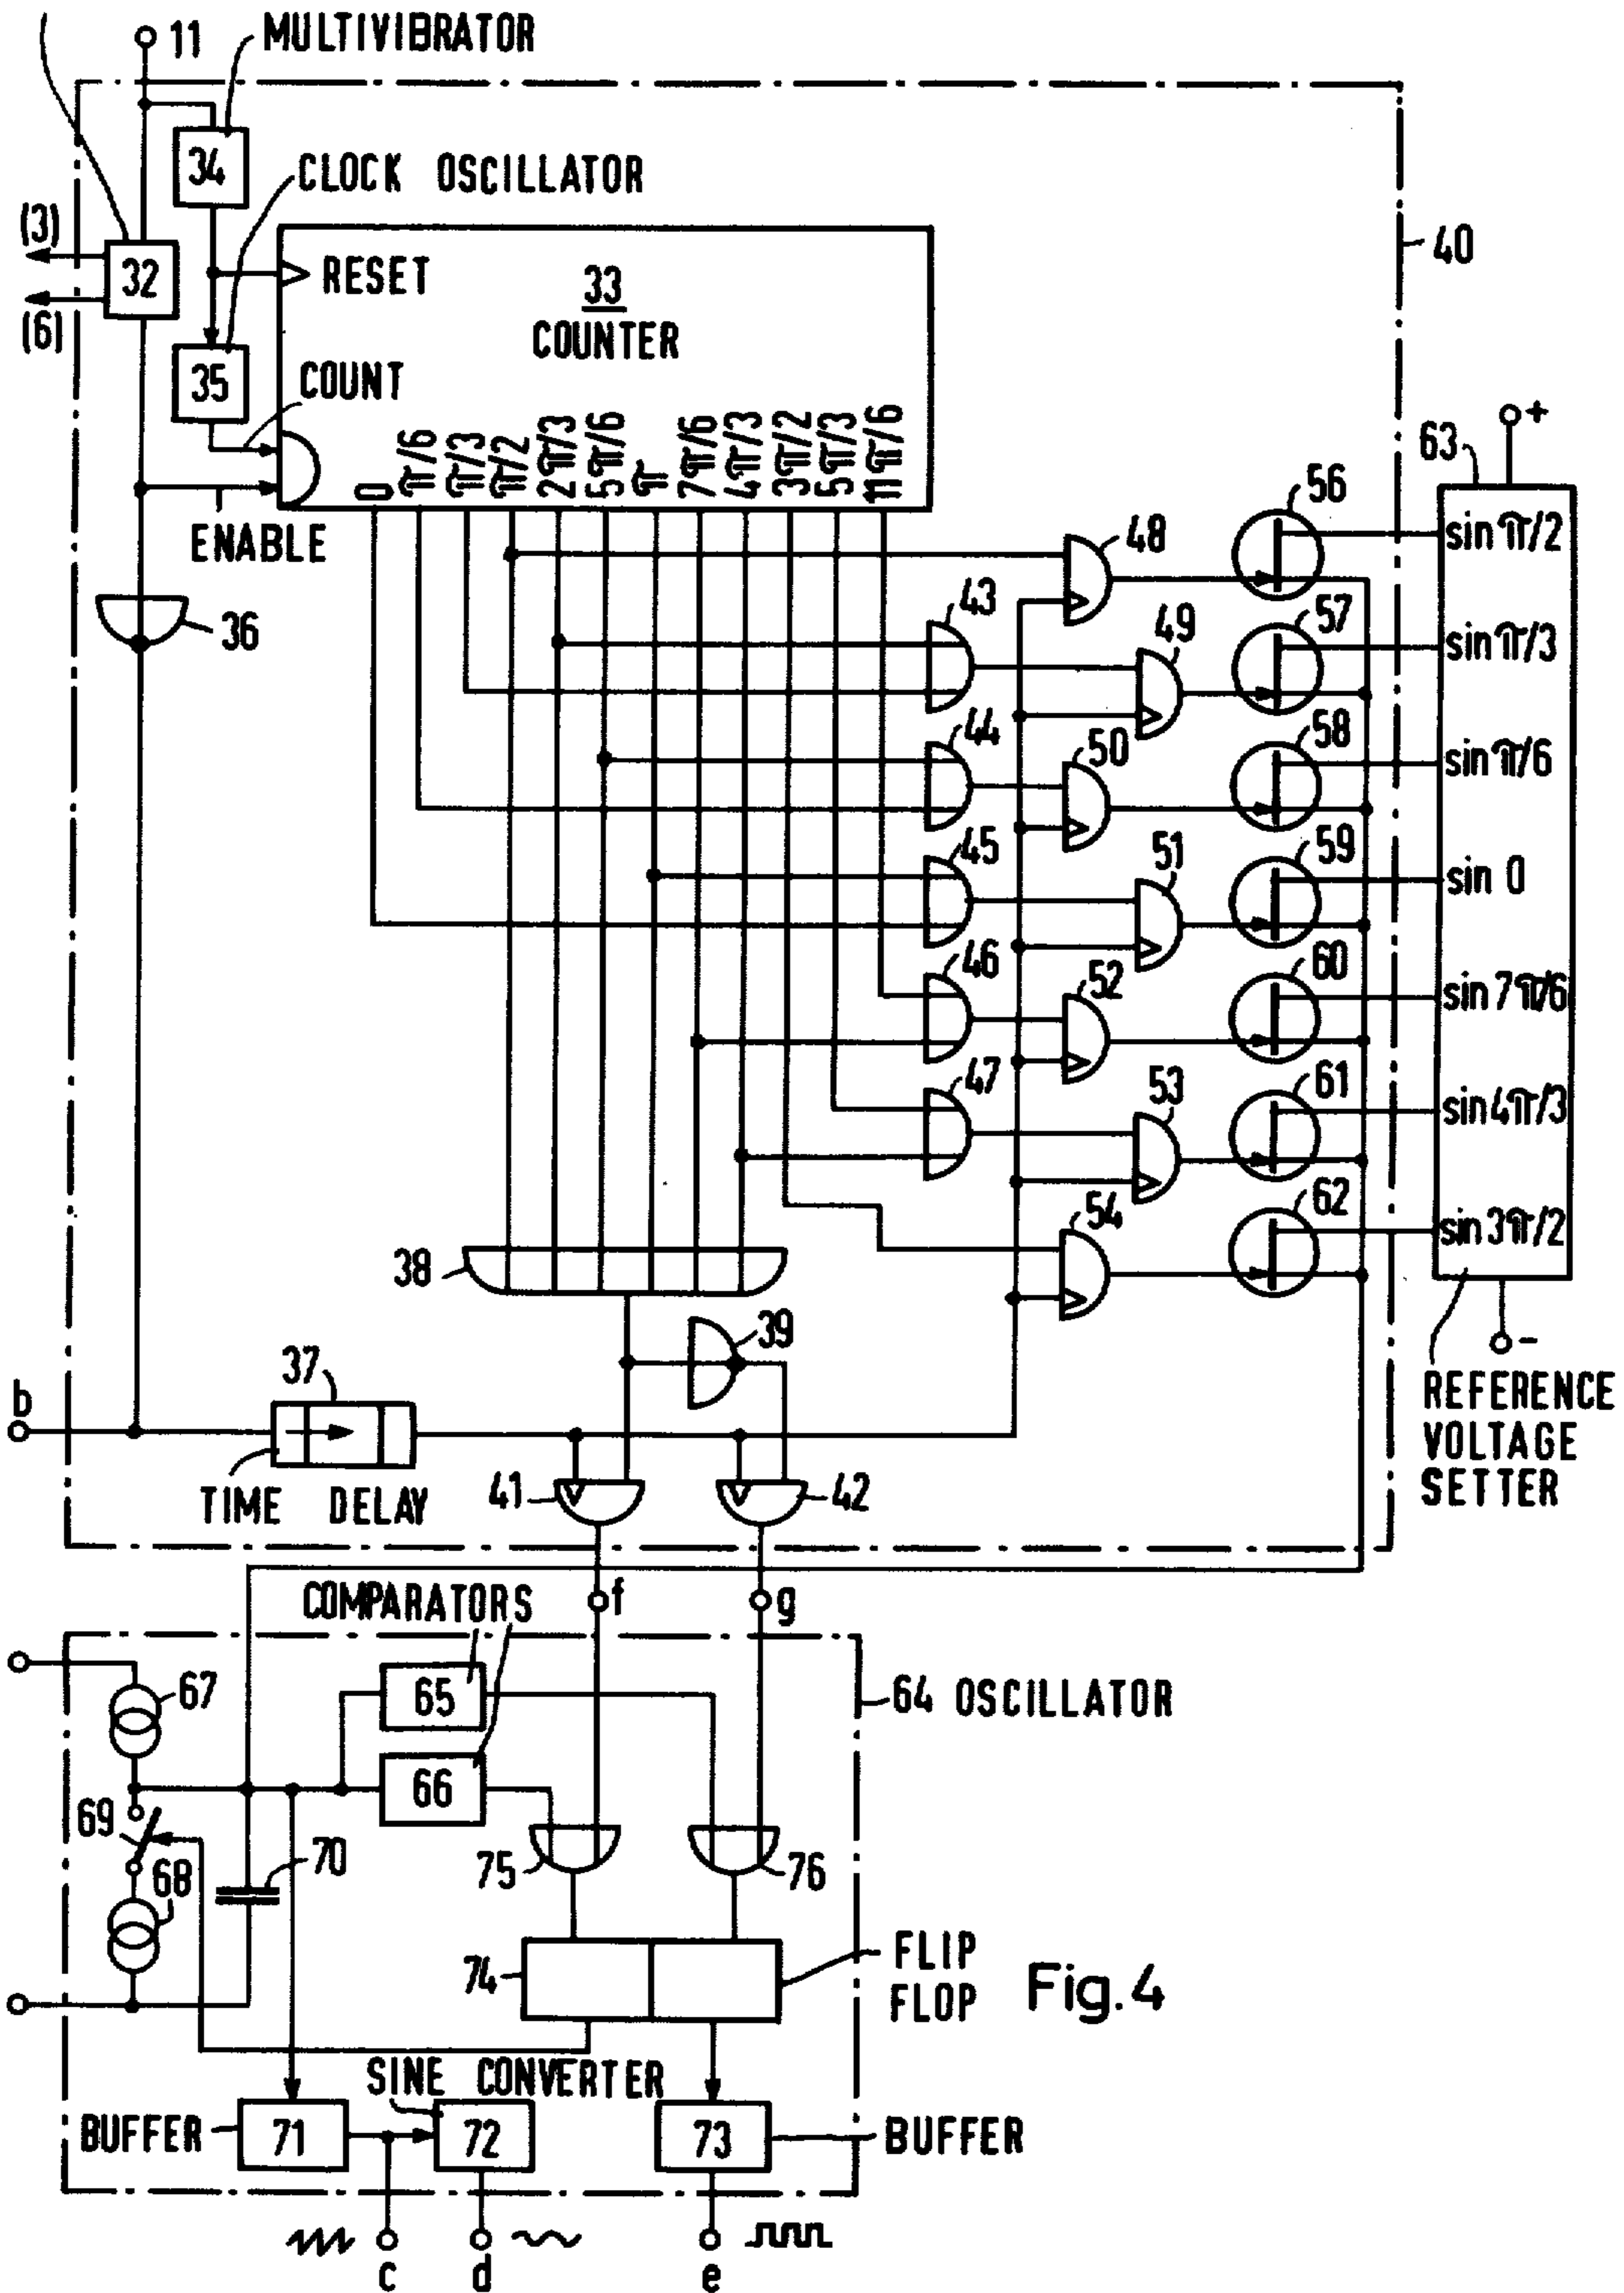 11
MULTIVIBRATOR
34
CLOCK OSCILLATOR
(3)
32
(6)
RESET
33
COUNTER
40
35
COUNT
ENABLE
0
π/6
π/3
π/2
2π/3
5π/6
π
7π/6
4π/3
3π/2
5π/3
11π/6
36
48
56
63
+
sin π/2
43
49
57
sin π/3
44
50
58
sin π/6
45
51
59
sin 0
46
52
60
sin 7π/6
47
53
61
sin 4π/3
54
62
sin 3π/2
38
39
-
REFERENCE
VOLTAGE
SETTER
b
37
TIME DELAY
41
42
COMPARATORS
f
g
67
65
64 OSCILLATOR
66
69
68
70
75
76
74
FLIP
FLOP
Fig. 4
SINE CONVERTER
BUFFER
71
72
73
BUFFER
c
d
e